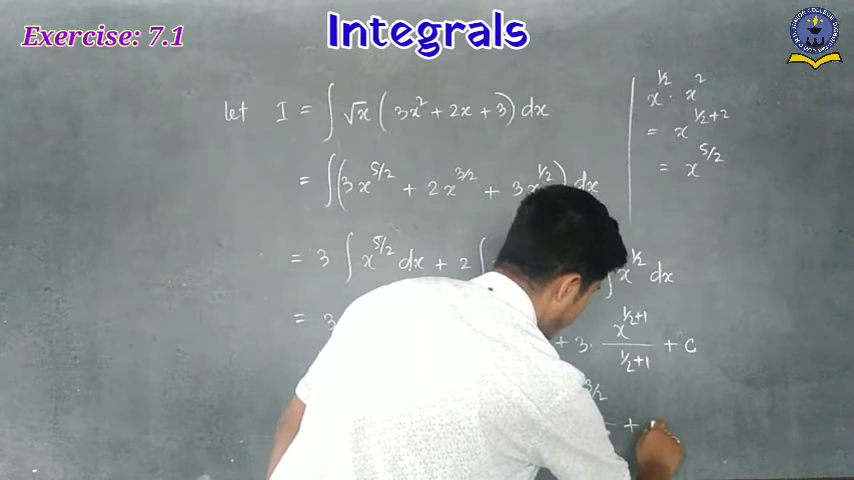 Integrals
Exercise: 7.1
let I = ∫ √x (3x² + 2x + 3) dx
= ∫(3x^{5/2} + 2x^{3/2} + 3x^{1/2}) dx
= 3 ∫ x^{5/2} dx + 2 ∫ x^{1/2} dx
= 3 + 3. x^{1/2+1} / 1/2+1 + C
3/2
+
x^{1/2} . x²
= x^{1/2+2}
= x^{5/2}